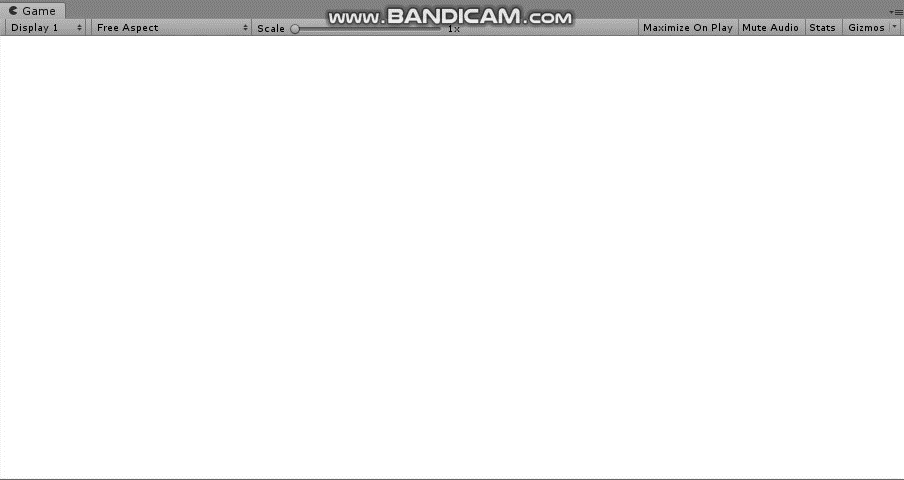 Game
www.BANDICAM.com
Display 1 Free Aspect Scale 1x Maximize On Play Mute Audio Stats Gizmos